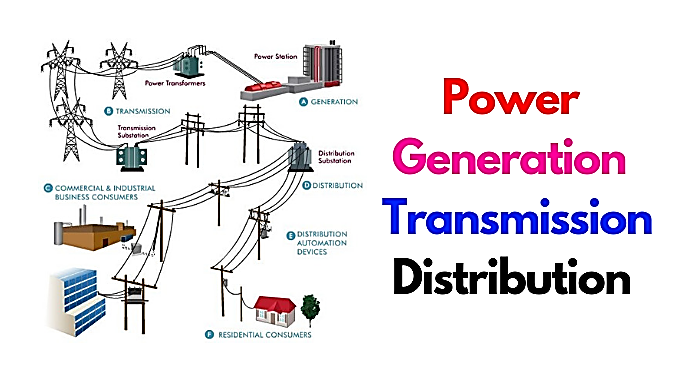 Power Station
Power Transformers
A GENERATION
B TRANSMISSION
Transmission
Substation
Distribution
Substation
C COMMERCIAL & INDUSTRIAL
BUSINESS CONSUMERS
D DISTRIBUTION
E DISTRIBUTION
AUTOMATION
DEVICES
F RESIDENTIAL CONSUMERS
Power
Generation
Transmission
Distribution